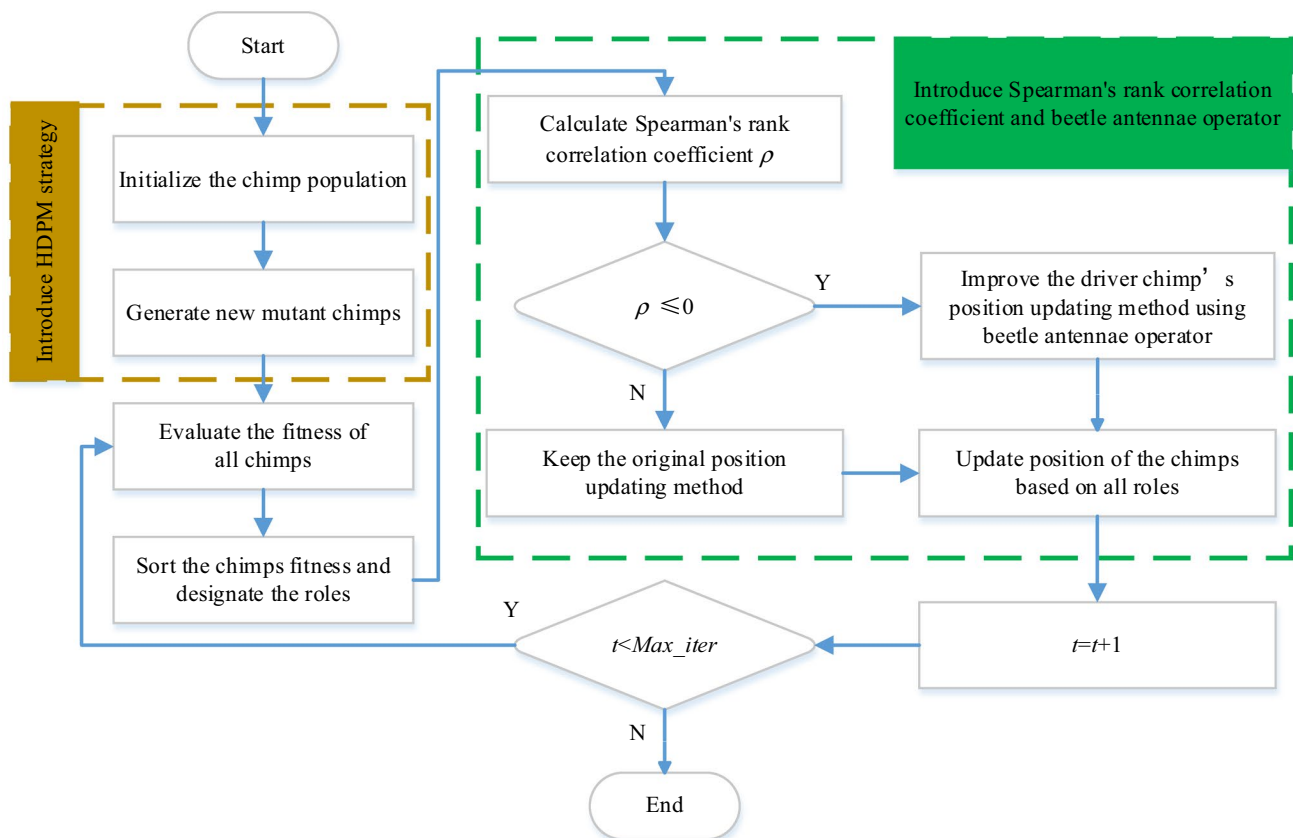 Start
Introduce HDPM strategy
Initialize the chimp population
Generate new mutant chimps
Evaluate the fitness of
all chimps
Sort the chimps fitness and
designate the roles
Introduce Spearman's rank correlation
coefficient and beetle antennae operator
Calculate Spearman's rank
correlation coefficient ρ
ρ ≤0
Y
N
Improve the driver chimp’s
position updating method using
beetle antennae operator
Keep the original position
updating method
Update position of the chimps
based on all roles
t=t+1
t<Max_iter
Y
N
End